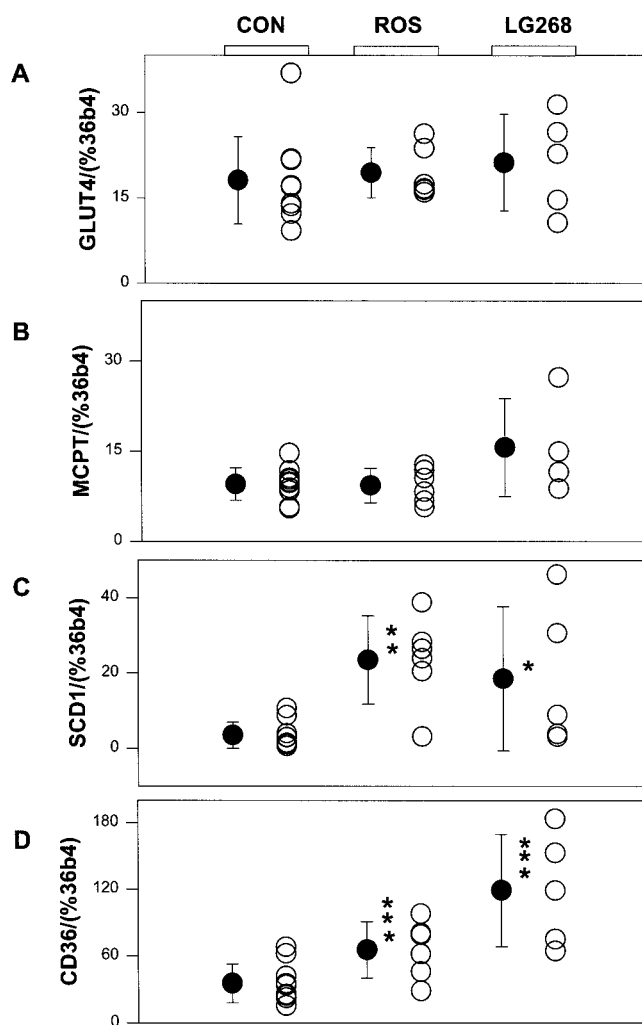 CON ROS LG268
A
GLUT4/(%36b4)
30
15
0
B
MCPT/(%36b4)
30
15
0
C
SCD1/(%36b4)
40
20
0
**
*
D
CD36/(%36b4)
180
120
60
0
***
***